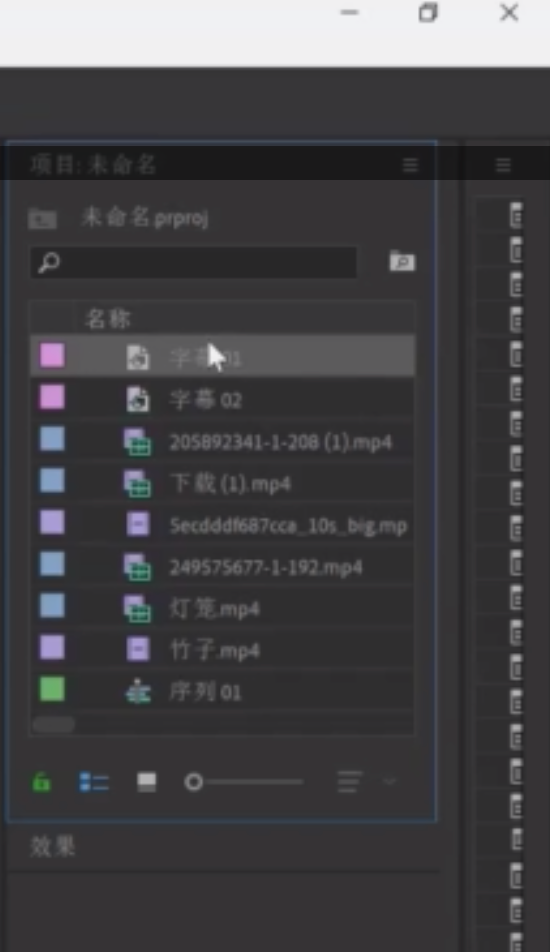 项目: 未命名
未命名.prproj
名称
字幕 01
字幕 02
205892341-1-208 (1).mp4
下载 (1).mp4
5ecdddf687cca_10s_big.mp
249575677-1-192.mp4
灯笼.mp4
竹子.mp4
序列 01
效果